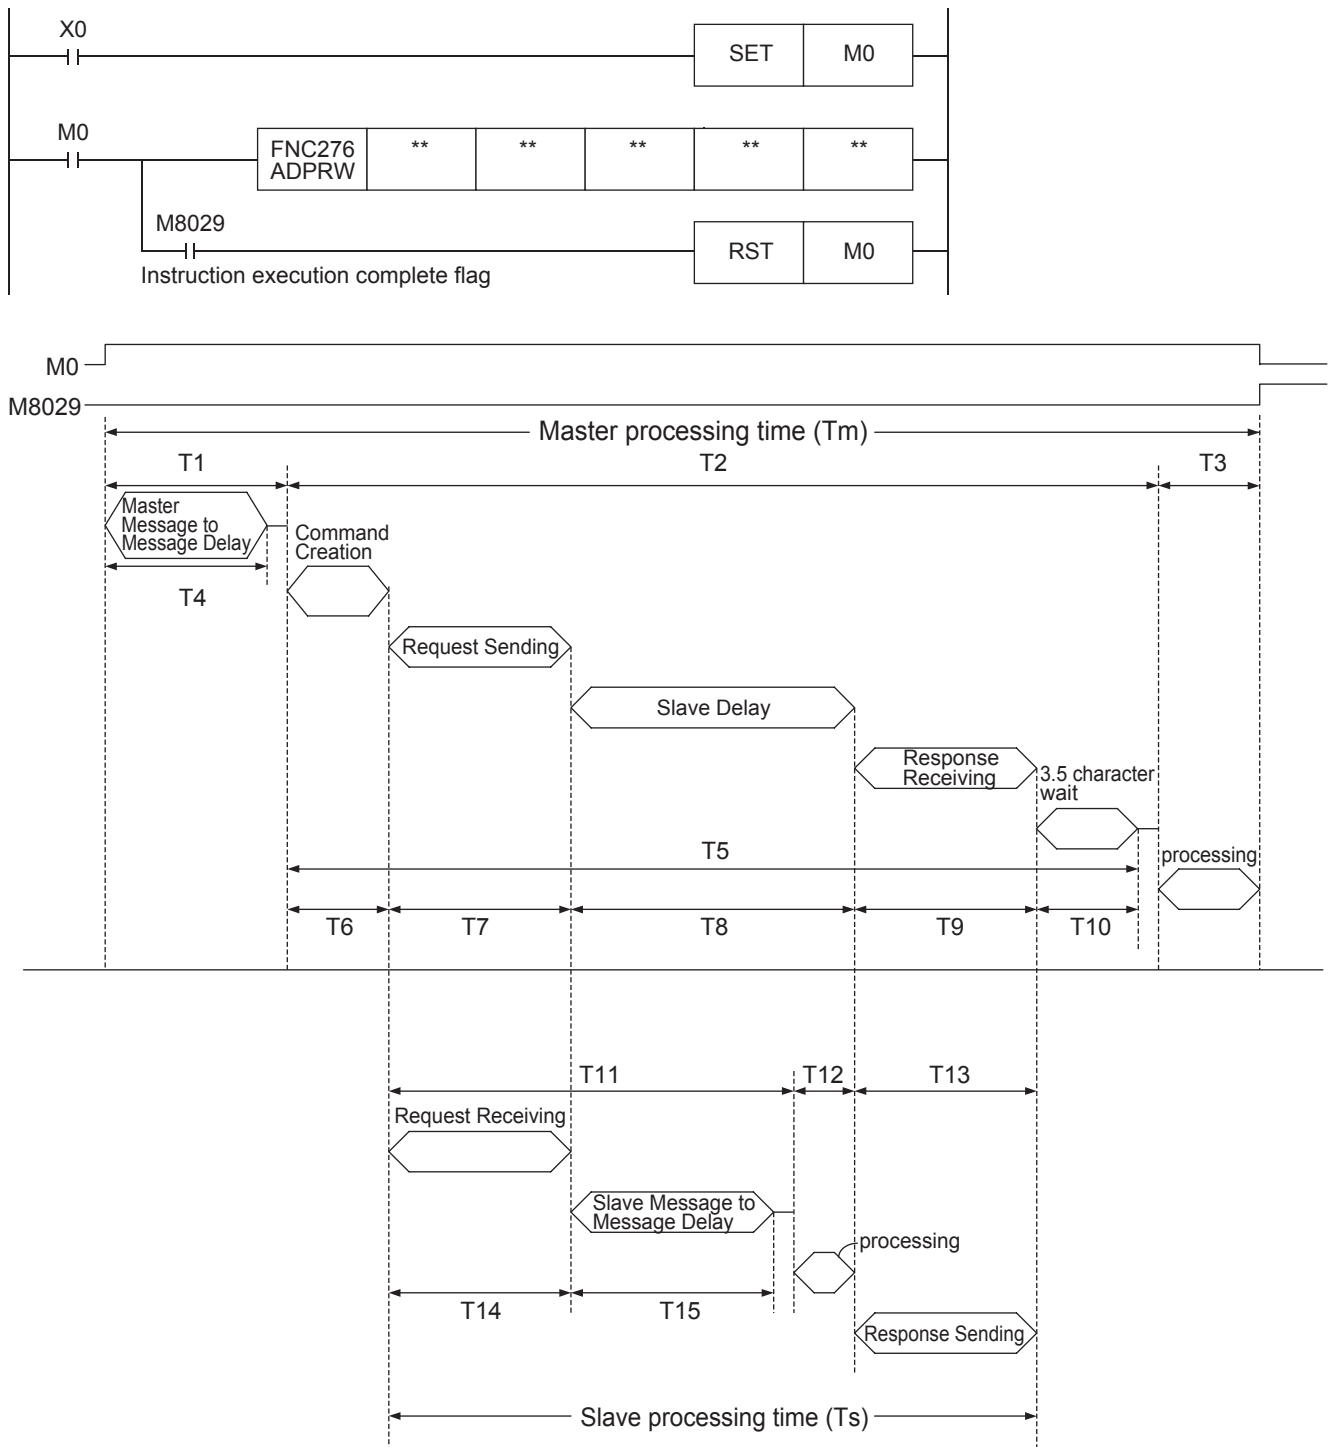 X0
SET M0
M0
FNC276 ** ** ** ** **
ADPRW
M8029
RST M0
Instruction execution complete flag
M0
M8029
Master processing time (Tm)
T1 T2 T3
Master
Message to
Message Delay
Command
Creation
T4
Request Sending
Slave Delay
Response
Receiving
3.5 character
wait
T5
processing
T6 T7 T8 T9 T10
T11 T12 T13
Request Receiving
Slave Message to
Message Delay
processing
T14 T15
Response Sending
Slave processing time (Ts)